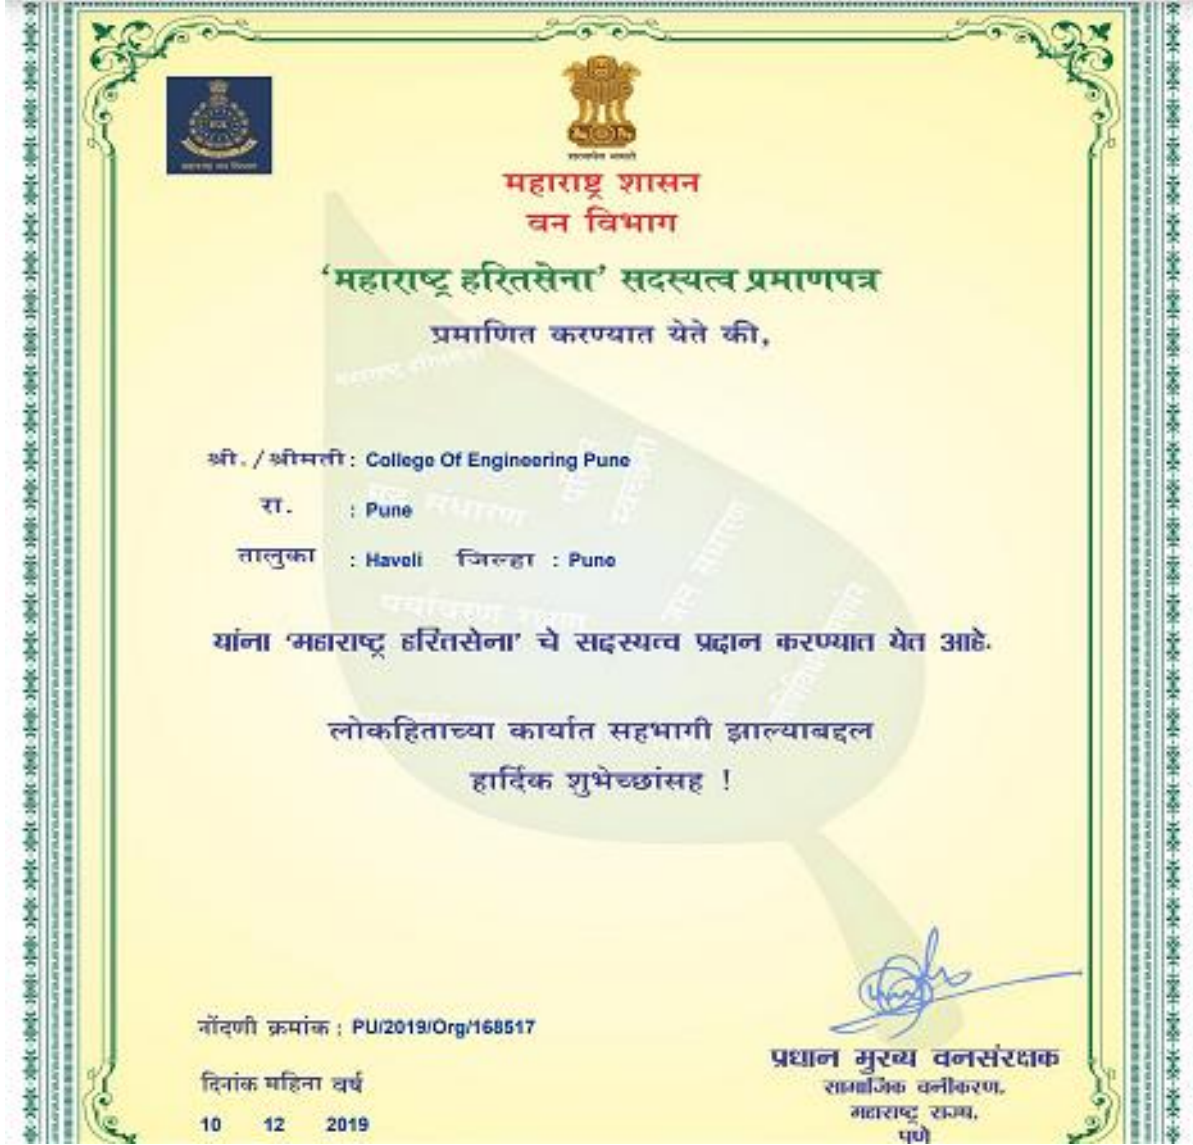 महाराष्ट्र शासन
वन विभाग
‘महाराष्ट्र हरितसेना’ सदस्यत्व प्रमाणपत्र
प्रमाणित करण्यात येते की,
श्री./श्रीमती : College Of Engineering Pune
रा. : Pune
तालुका : Haveli जिल्हा : Pune
यांना ‘महाराष्ट्र हरितसेना’ चे सदस्यत्व प्रदान करण्यात येत आहे.
लोकहिताच्या कार्यात सहभागी झाल्याबद्दल
हार्दिक शुभेच्छांसह !
नोंदणी क्रमांक : PU/2019/Org/168517
दिनांक महिना वर्ष
10 12 2019
प्रधान मुख्य वनसंरक्षक
सामाजिक वनीकरण,
महाराष्ट्र राज्य,
पुणे